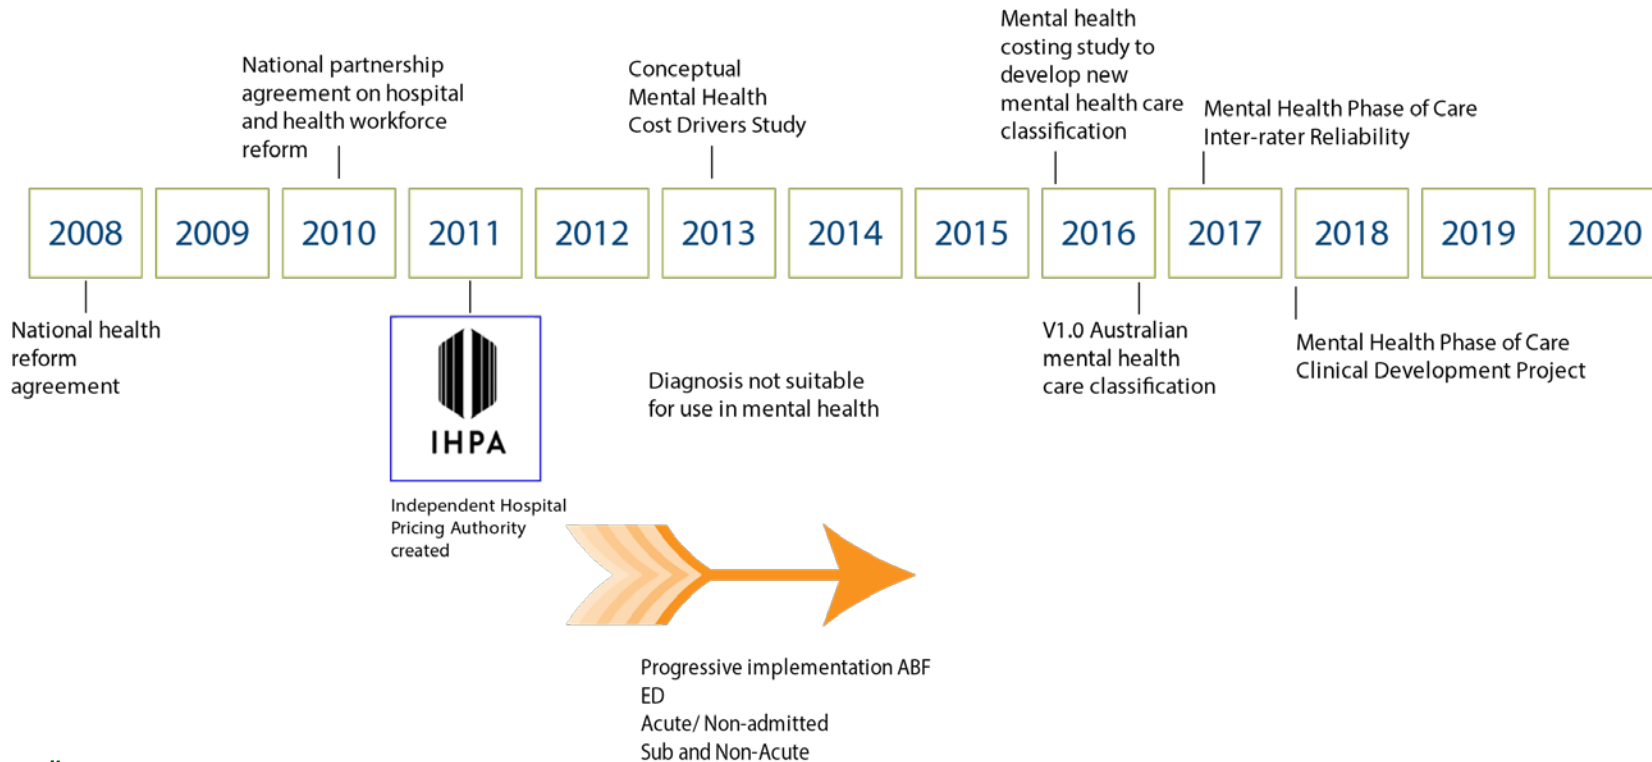 National partnership
agreement on hospital
and health workforce
reform
Conceptual
Mental Health
Cost Drivers Study
Mental health
costing study to
develop new
mental health care
classification
Mental Health Phase of Care
Inter-rater Reliability
2008
2009
2010
2011
2012
2013
2014
2015
2016
2017
2018
2019
2020
National health
reform
agreement
IHPA
Independent Hospital
Pricing Authority
created
Diagnosis not suitable
for use in mental health
V1.0 Australian
mental health
care classification
Mental Health Phase of Care
Clinical Development Project
Progressive implementation ABF
ED
Acute/ Non-admitted
Sub and Non-Acute